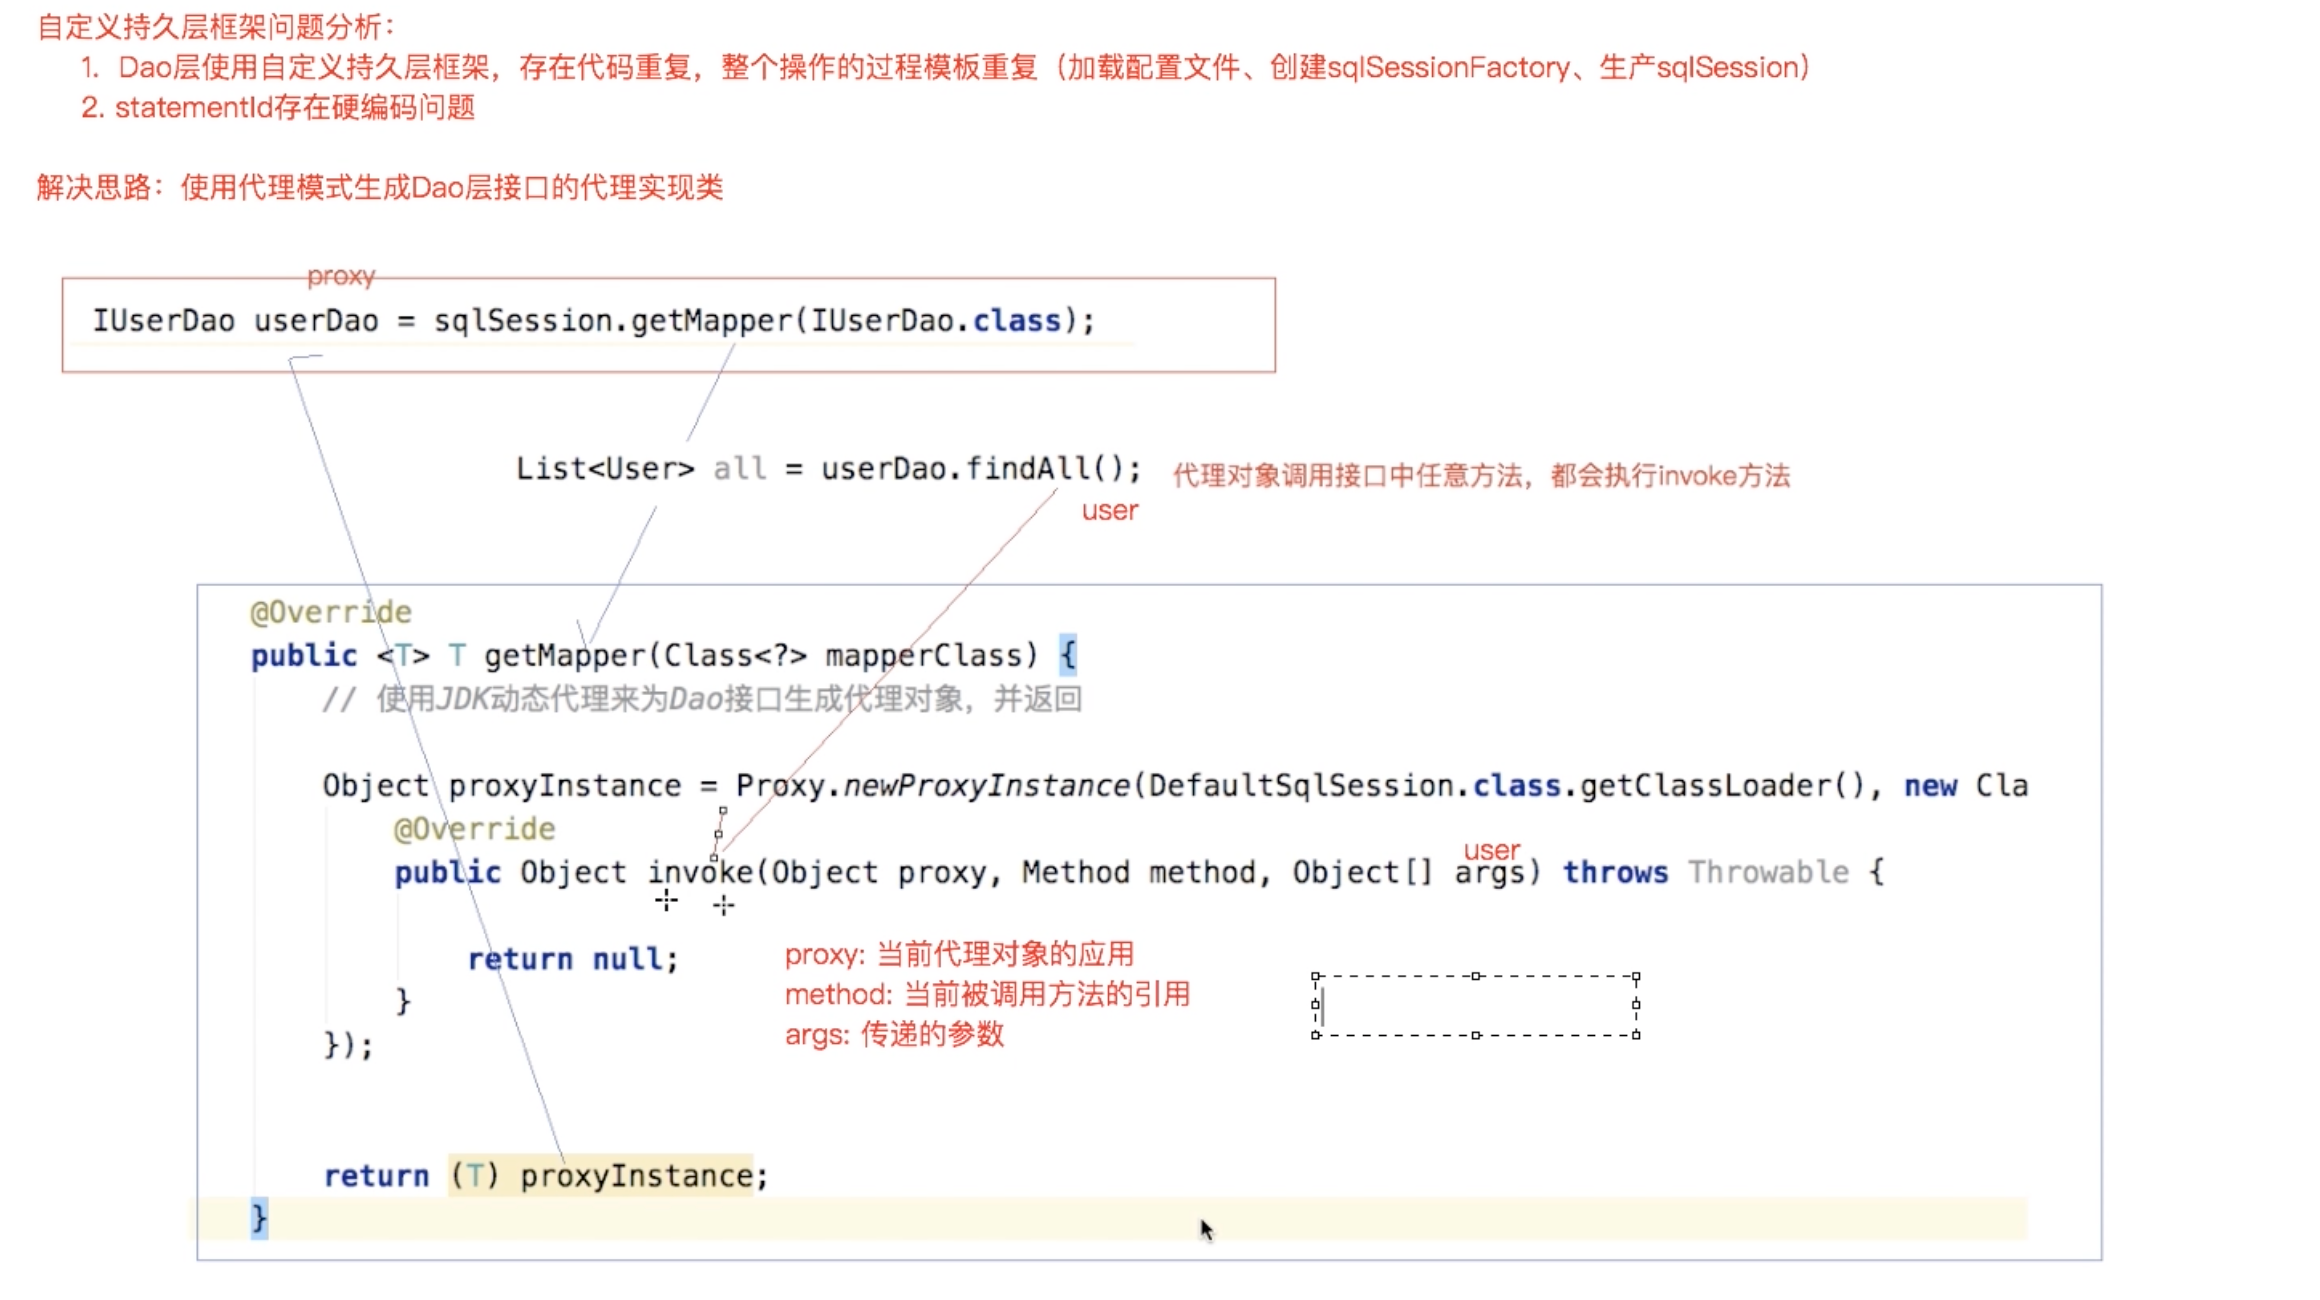 自定义持久层框架问题分析：
1. Dao层使用自定义持久层框架，存在代码重复，整个操作的过程模板重复（加载配置文件、创建sqlSessionFactory、生产sqlSession）
2. statementId存在硬编码问题
解决思路：使用代理模式生成Dao层接口的代理实现类
proxy
IUserDao userDao = sqlSession.getMapper(IUserDao.class);
List<User> all = userDao.findAll(); 代理对象调用接口中任意方法，都会执行invoke方法
user
@Override
public <T> T getMapper(Class<?> mapperClass) {
// 使用JDK动态代理来为Dao接口生成代理对象，并返回
Object proxyInstance = Proxy.newProxyInstance(DefaultSqlSession.class.getClassLoader(), new Cla
@Override
user
public Object invoke(Object proxy, Method method, Object[] args) throws Throwable {
return null;
proxy: 当前代理对象的应用
method: 当前被调用方法的引用
args: 传递的参数
}
});
return (T) proxyInstance;
}